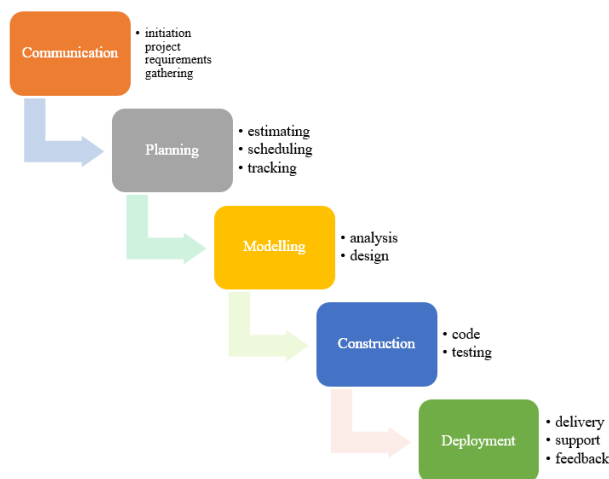 Communication
• initiation
project
requirements
gathering
Planning
• estimating
• scheduling
• tracking
Modelling
• analysis
• design
Construction
• code
• testing
Deployment
• delivery
• support
• feedback